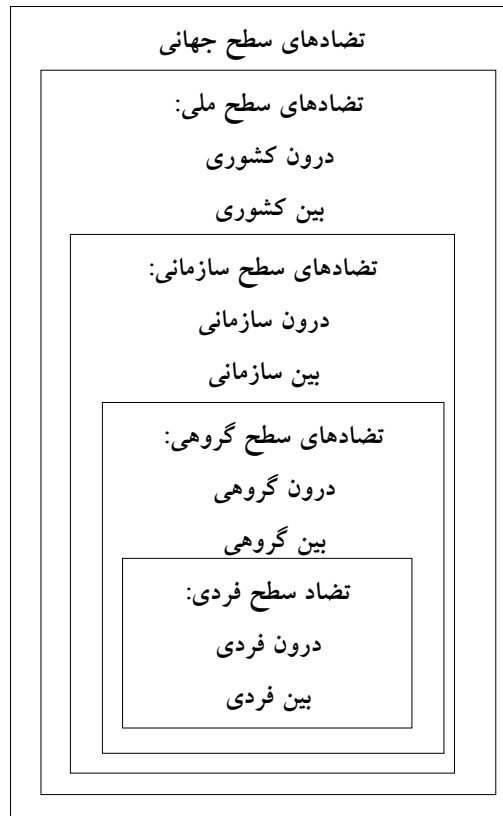 تضادهای سطح جهانی
تضادهای سطح ملی:
درون کشوری
بین کشوری
تضادهای سطح سازمانی:
درون سازمانی
بین سازمانی
تضادهای سطح گروهی:
درون گروهی
بین گروهی
تضاد سطح فردی:
درون فردی
بین فردی